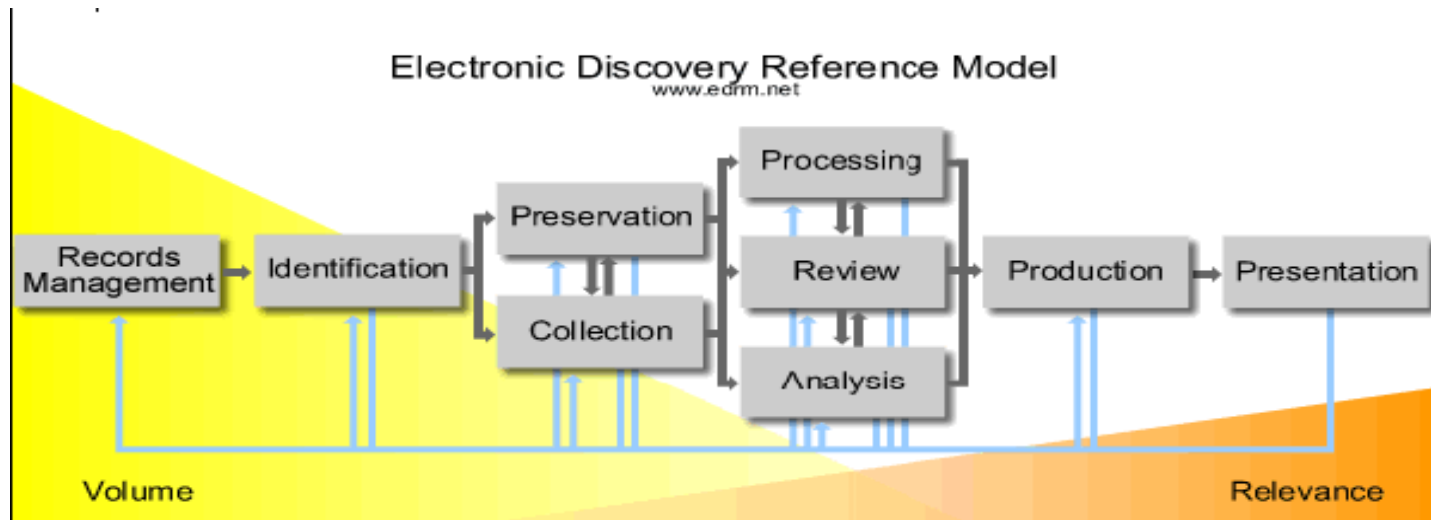 Electronic Discovery Reference Model
www.edrm.net
Processing
Preservation
Records
Management
Identification
Review
Production
Presentation
Collection
Analysis
Volume
Relevance